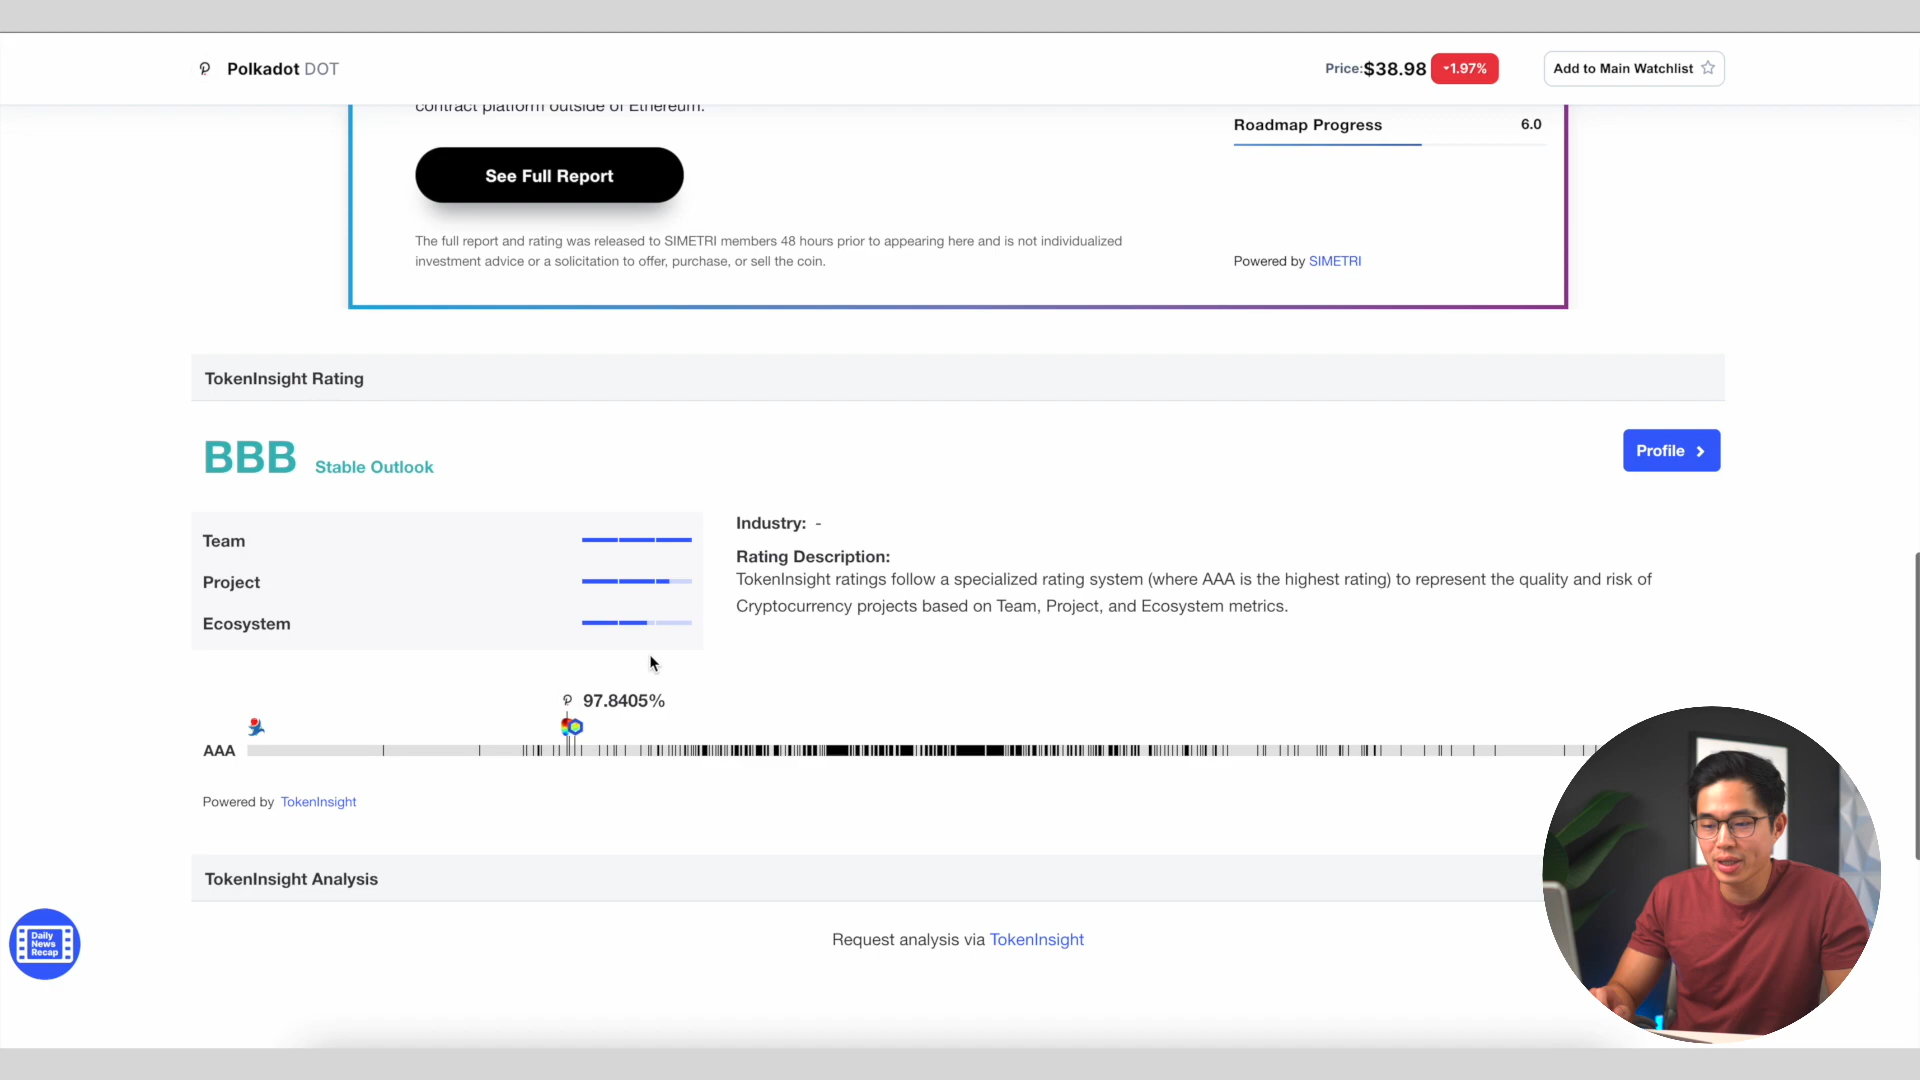 Polkadot DOT
Price:$38.98
1.97%
Add to Main Watchlist
contract platform outside of Ethereum.
Roadmap Progress
6.0
See Full Report
The full report and rating was released to SIMETRI members 48 hours prior to appearing here and is not individualized
investment advice or a solicitation to offer, purchase, or sell the coin.
Powered by SIMETRI
TokenInsight Rating
BBB Stable Outlook
Profile
Team
Project
Ecosystem
Industry: -
Rating Description:
TokenInsight ratings follow a specialized rating system (where AAA is the highest rating) to represent the quality and risk of
Cryptocurrency projects based on Team, Project, and Ecosystem metrics.
97.8405%
AAA
Powered by TokenInsight
TokenInsight Analysis
Daily
News
Recap
Request analysis via TokenInsight